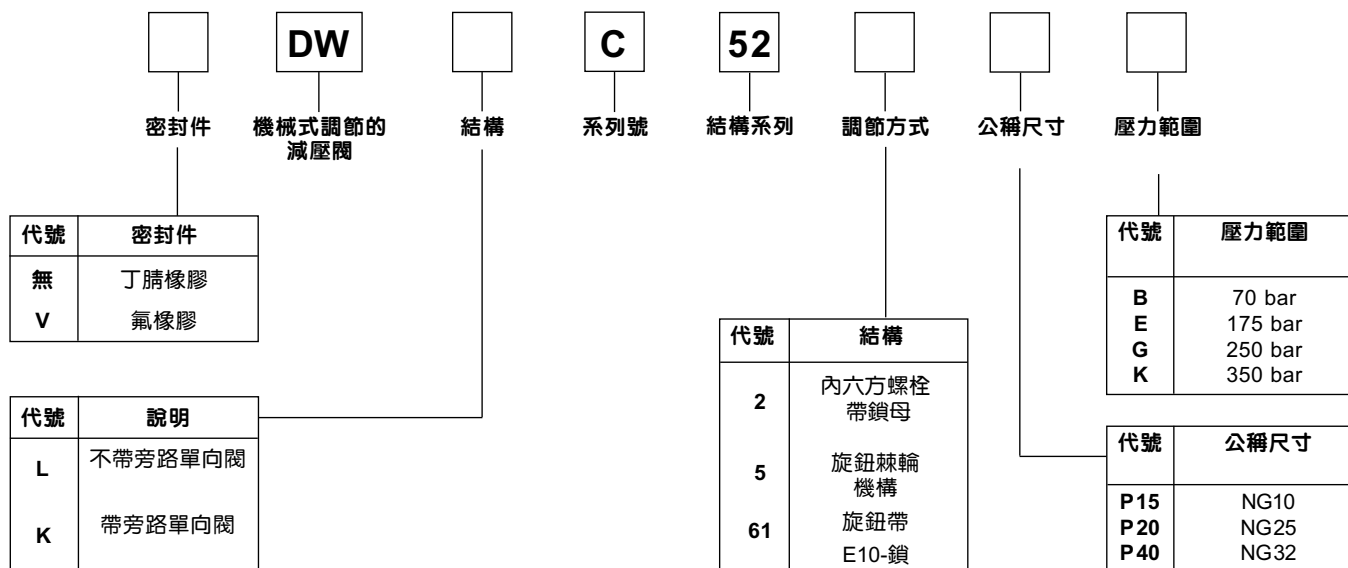 DW
C
52
密封件
機械式調節的
減壓閥
結構
系列號
結構系列
調節方式
公稱尺寸
壓力範圍
代號 密封件
無 丁腈橡膠
V 氟橡膠
代號 說明
L 不帶旁路單向閥
K 帶旁路單向閥
代號 結構
2 內六方螺栓
帶鎖母
5 旋鈕棘輪
機構
61 旋鈕帶
E10-鎖
代號 壓力範圍
B 70 bar
E 175 bar
G 250 bar
K 350 bar
代號 公稱尺寸
P15 NG10
P20 NG25
P40 NG32